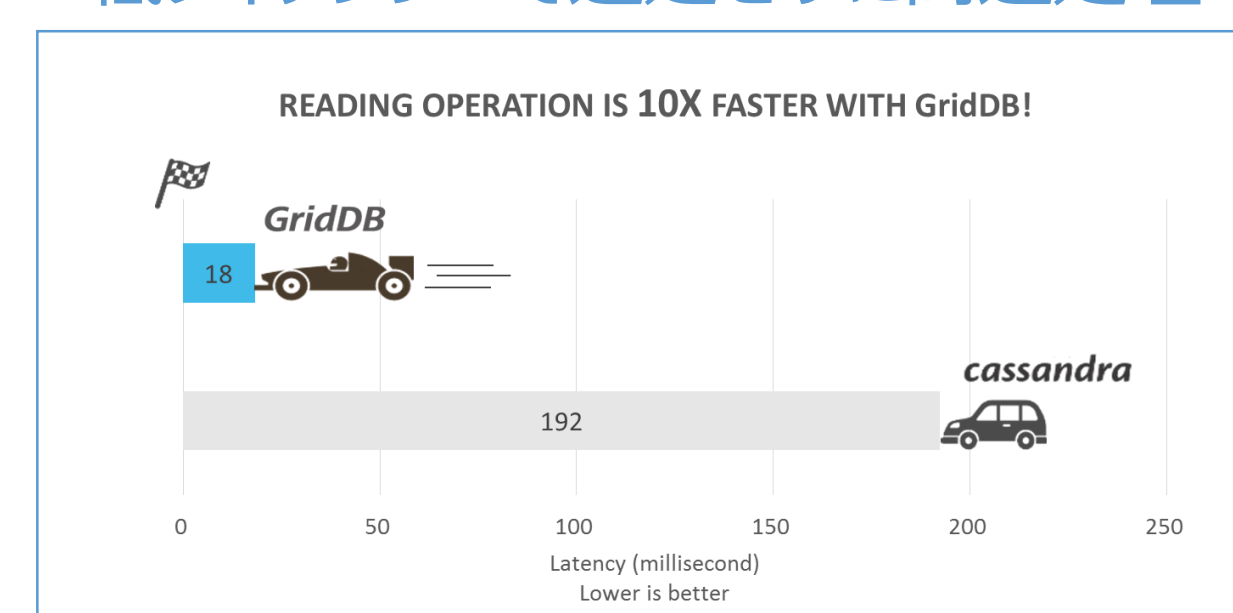 READING OPERATION IS 10X FASTER WITH GridDB!
GridDB
18
cassandra
192
0 50 100 150 200 250
Latency (millisecond)
Lower is better